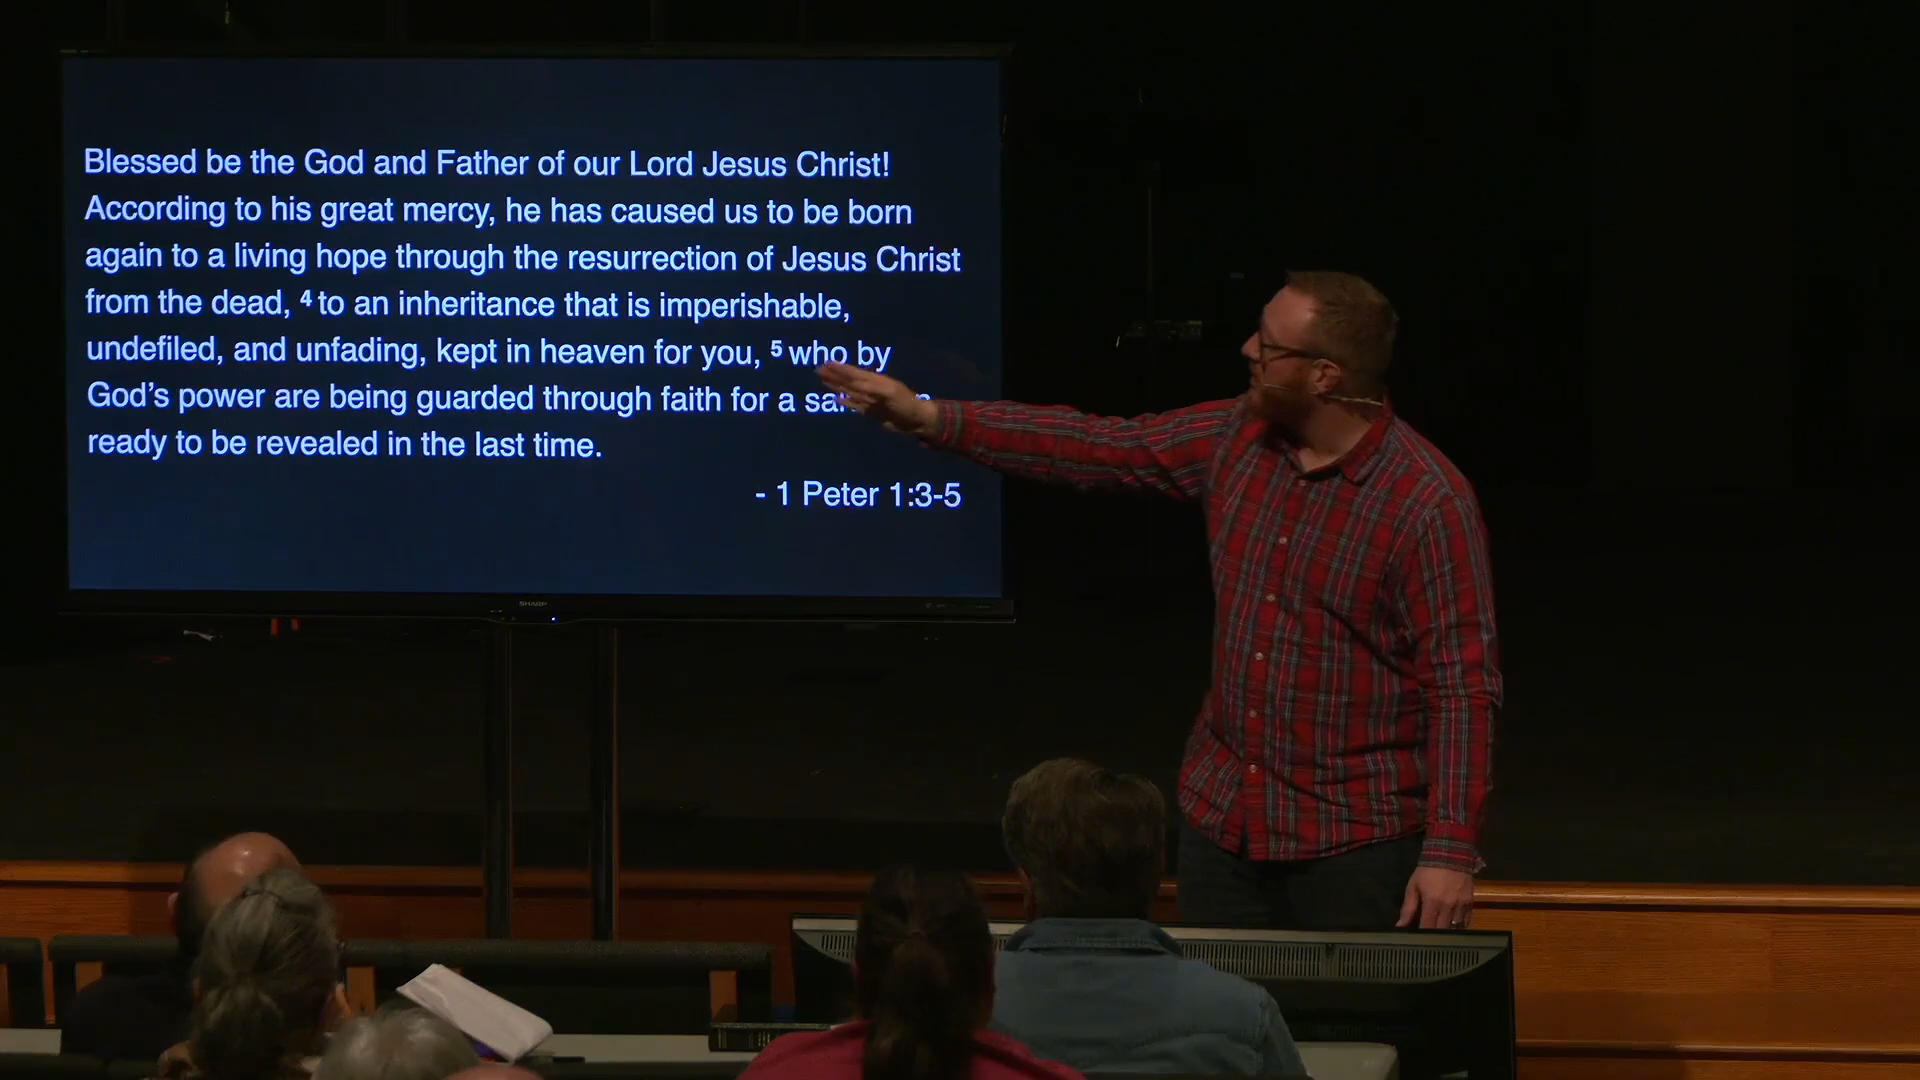 Blessed be the God and Father of our Lord Jesus Christ!
According to his great mercy, he has caused us to be born
again to a living hope through the resurrection of Jesus Christ
from the dead, 4 to an inheritance that is imperishable,
undefiled, and unfading, kept in heaven for you, 5 who by
God’s power are being guarded through faith for a
ready to be revealed in the last time.
- 1 Peter 1:3-5
SHARP